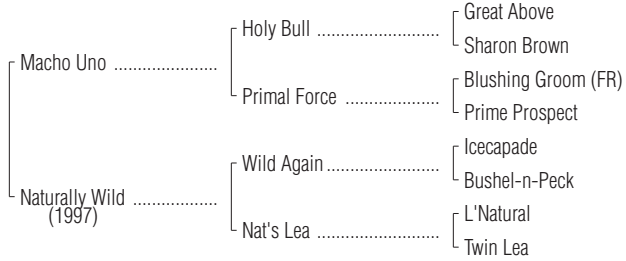 Great Above
Holy Bull ........................
Sharon Brown
Macho Uno ....................
Blushing Groom (FR)
Primal Force ..................
Prime Prospect
Icecapade
Wild Again ......................
Bushel-n-Peck
Naturally Wild ................
(1997)
L'Natural
Nat's Lea ........................
Twin Lea